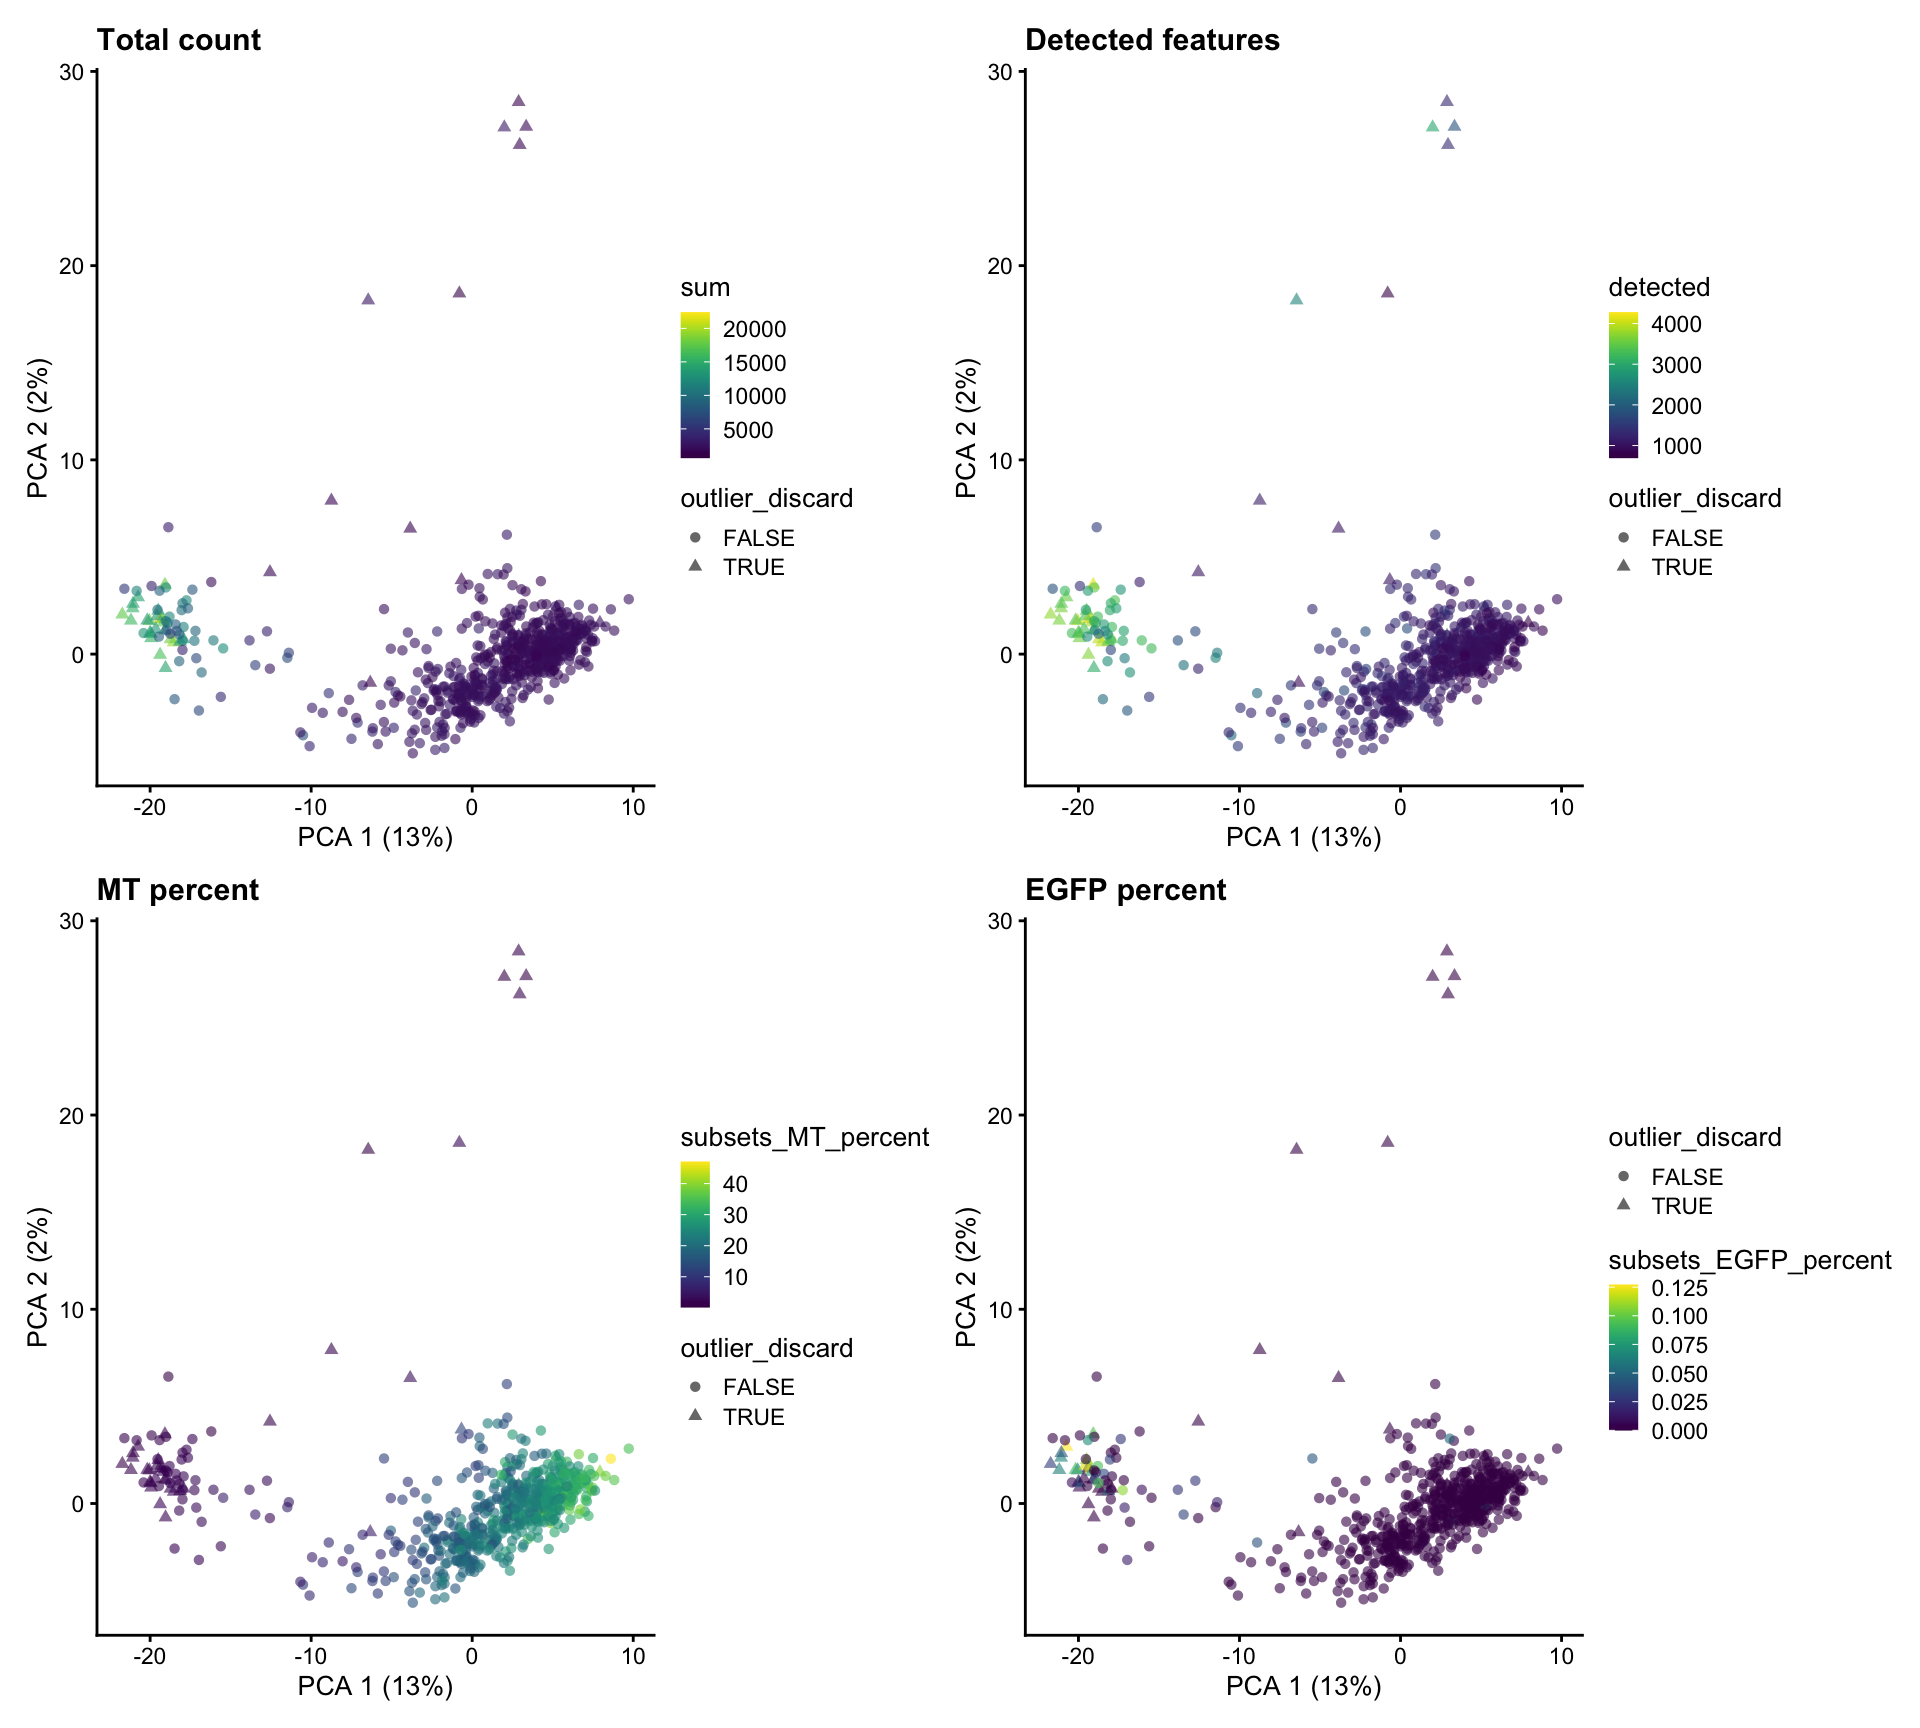 Total count
30
20
10
0
PCA 2 (2%)
-20 -10 0 10
PCA 1 (13%)
sum
20000
15000
10000
5000
outlier_discard
FALSE
TRUE
Detected features
30
20
10
0
PCA 2 (2%)
-20 -10 0 10
PCA 1 (13%)
detected
4000
3000
2000
1000
outlier_discard
FALSE
TRUE
MT percent
30
20
10
0
PCA 2 (2%)
-20 -10 0 10
PCA 1 (13%)
subsets_MT_percent
40
30
20
10
outlier_discard
FALSE
TRUE
EGFP percent
30
20
10
0
PCA 2 (2%)
-20 -10 0 10
PCA 1 (13%)
outlier_discard
FALSE
TRUE
subsets_EGFP_percent
0.125
0.100
0.075
0.050
0.025
0.000